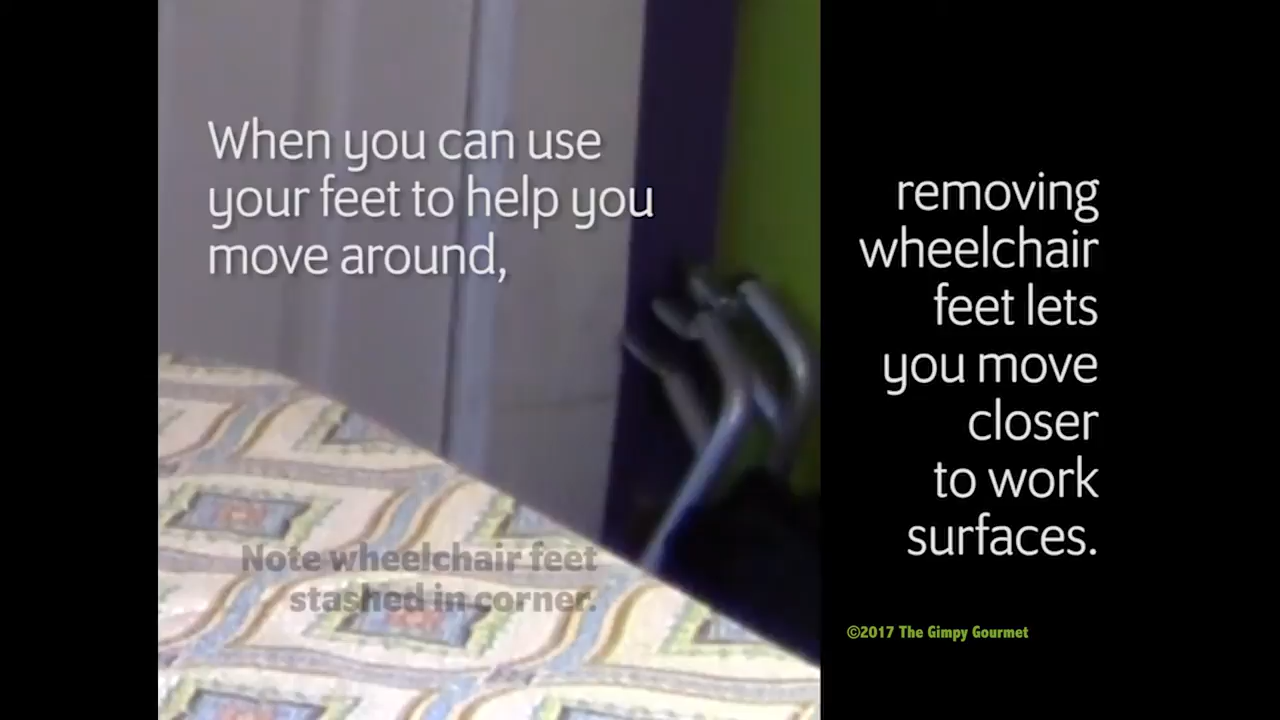 When you can use
your feet to help you
move around,
removing
wheelchair
feet lets
you move
closer
to work
surfaces.
Note wheelchair feet
stashed in corner.
©2017 The Gimpy Gourmet